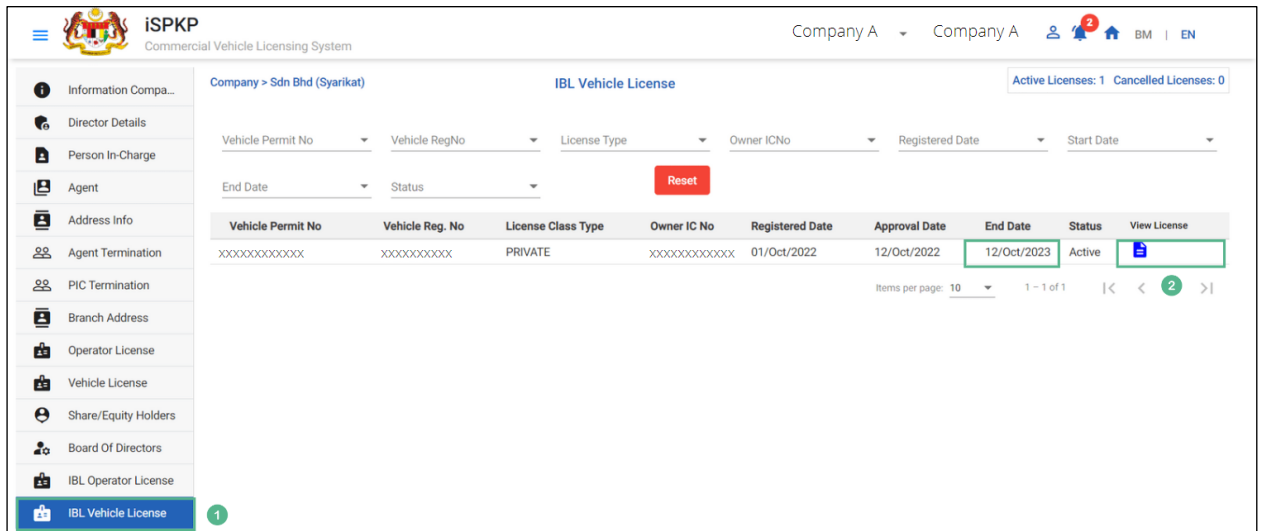 iSPKP
Commercial Vehicle Licensing System
Company A
Company A
2
BM | EN
Information Compa...
Director Details
Person In-Charge
Agent
Address Info
Agent Termination
PIC Termination
Branch Address
Operator License
Vehicle License
Share/Equity Holders
Board Of Directors
IBL Operator License
IBL Vehicle License
1
Company > Sdn Bhd (Syarikat)
IBL Vehicle License
Active Licenses: 1 Cancelled Licenses: 0
Vehicle Permit No Vehicle RegNo License Type Owner ICNo Registered Date Start Date
End Date Status Reset
Vehicle Permit No Vehicle Reg. No License Class Type Owner IC No Registered Date Approval Date End Date Status View License
XXXXXXXXXXXX XXXXXXXXXX PRIVATE XXXXXXXXXXXX 01/Oct/2022 12/Oct/2022 12/Oct/2023 Active
Items per page: 10 1 – 1 of 1 |< < 2 >|